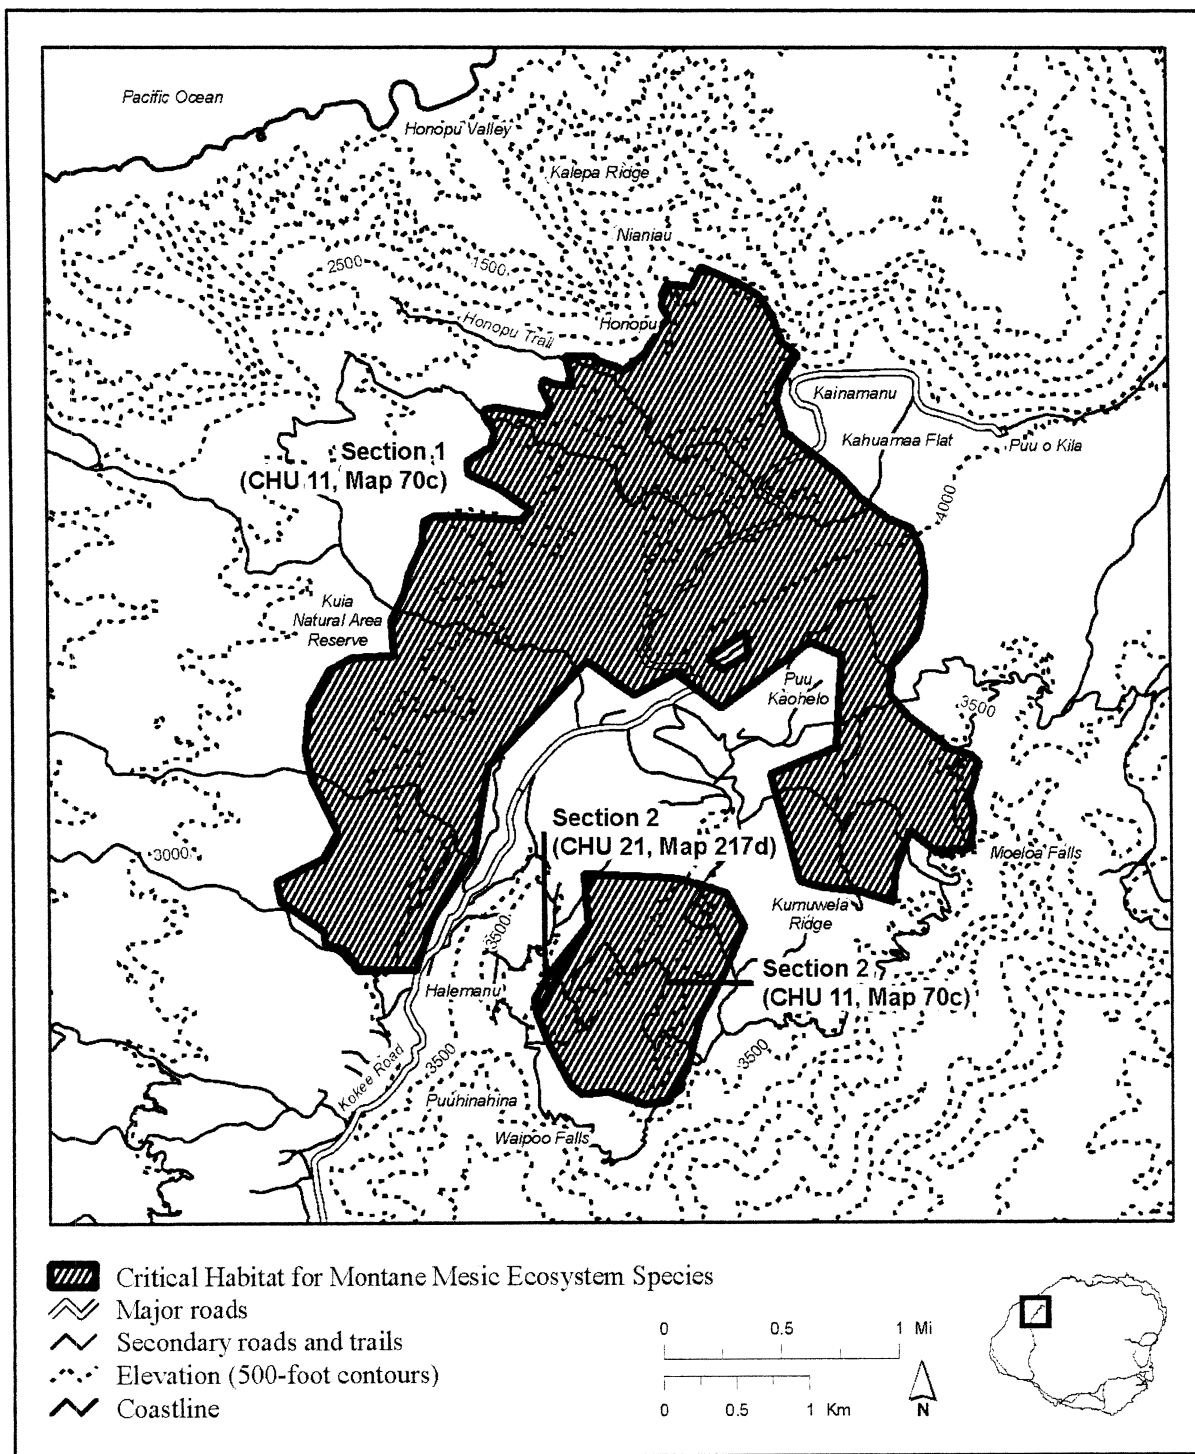 Pacific Ocean
Honopu Valley
Kalepa Ridge
Nianiau
2500
1500
Honopu
Honopu Trail
Kainamanu
Kahuamaa Flat
Puu o Kila
Section 1
(CHU 11, Map 70c)
4000
Kuia
Natural Area
Reserve
Puu
Kaohelo
3500
Section 2
(CHU 21, Map 217d)
3000
Moeloa Falls
Kumuwela
Ridge
3500
Section 2
(CHU 11, Map 70c)
Halemanu
Kokee Road
3500
3500
Puuhinahina
Waipoo Falls
Critical Habitat for Montane Mesic Ecosystem Species
Major roads
Secondary roads and trails
Elevation (500-foot contours)
Coastline
0 0.5 1 Mi
0 0.5 1 Km
N